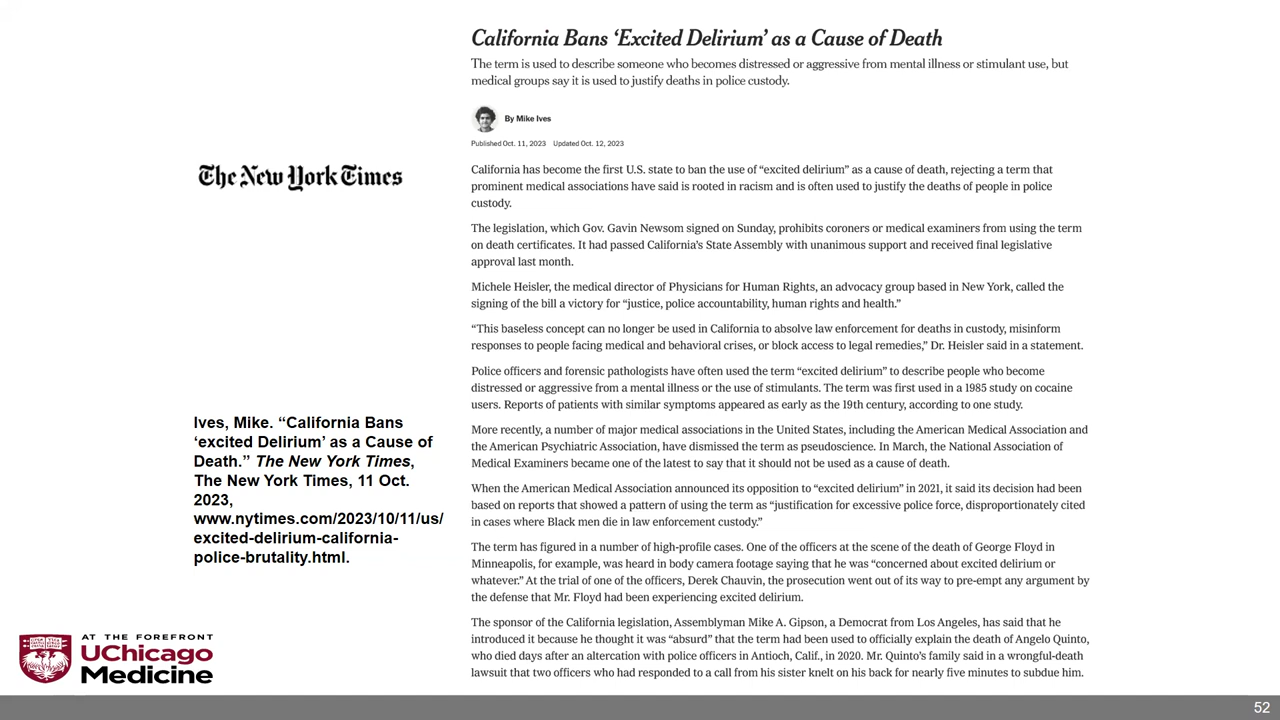 California Bans ‘Excited Delirium’ as a Cause of Death
The term is used to describe someone who becomes distressed or aggressive from mental illness or stimulant use, but
medical groups say it is used to justify deaths in police custody.
By Mike Ives
Published Oct. 11, 2023 Updated Oct. 12, 2023
The New York Times
California has become the first U.S. state to ban the use of “excited delirium” as a cause of death, rejecting a term that
prominent medical associations have said is rooted in racism and is often used to justify the deaths of people in police
custody.
The legislation, which Gov. Gavin Newsom signed on Sunday, prohibits coroners or medical examiners from using the term
on death certificates. It had passed California’s State Assembly with unanimous support and received final legislative
approval last month.
Michele Heisler, the medical director of Physicians for Human Rights, an advocacy group based in New York, called the
signing of the bill a victory for “justice, police accountability, human rights and health.”
“This baseless concept can no longer be used in California to absolve law enforcement for deaths in custody, misinform
responses to people facing medical and behavioral crises, or block access to legal remedies,” Dr. Heisler said in a statement.
Police officers and forensic pathologists have often used the term “excited delirium” to describe people who become
distressed or aggressive from a mental illness or the use of stimulants. The term was first used in a 1985 study on cocaine
users. Reports of patients with similar symptoms appeared as early as the 19th century, according to one study.
More recently, a number of major medical associations in the United States, including the American Medical Association and
the American Psychiatric Association, have dismissed the term as pseudoscience. In March, the National Association of
Medical Examiners became one of the latest to say that it should not be used as a cause of death.
When the American Medical Association announced its opposition to “excited delirium” in 2021, it said its decision had been
based on reports that showed a pattern of using the term as “justification for excessive police force, disproportionately cited
in cases where Black men die in law enforcement custody.”
The term has figured in a number of high-profile cases. One of the officers at the scene of the death of George Floyd in
Minneapolis, for example, was heard in body camera footage saying that he was “concerned about excited delirium or
whatever.” At the trial of one of the officers, Derek Chauvin, the prosecution went out of its way to pre-empt any argument by
the defense that Mr. Floyd had been experiencing excited delirium.
The sponsor of the California legislation, Assemblyman Mike A. Gipson, a Democrat from Los Angeles, has said that he
introduced it because he thought it was “absurd” that the term had been used to officially explain the death of Angelo Quinto,
who died days after an altercation with police officers in Antioch, Calif., in 2020. Mr. Quinto’s family said in a wrongful-death
lawsuit that two officers who had responded to a call from his sister knelt on his back for nearly five minutes to subdue him.
Ives, Mike. “California Bans
‘excited Delirium’ as a Cause of
Death.” The New York Times,
The New York Times, 11 Oct.
2023,
www.nytimes.com/2023/10/11/us/
excited-delirium-california-
police-brutality.html.
AT THE FOREFRONT
UChicago
Medicine
52